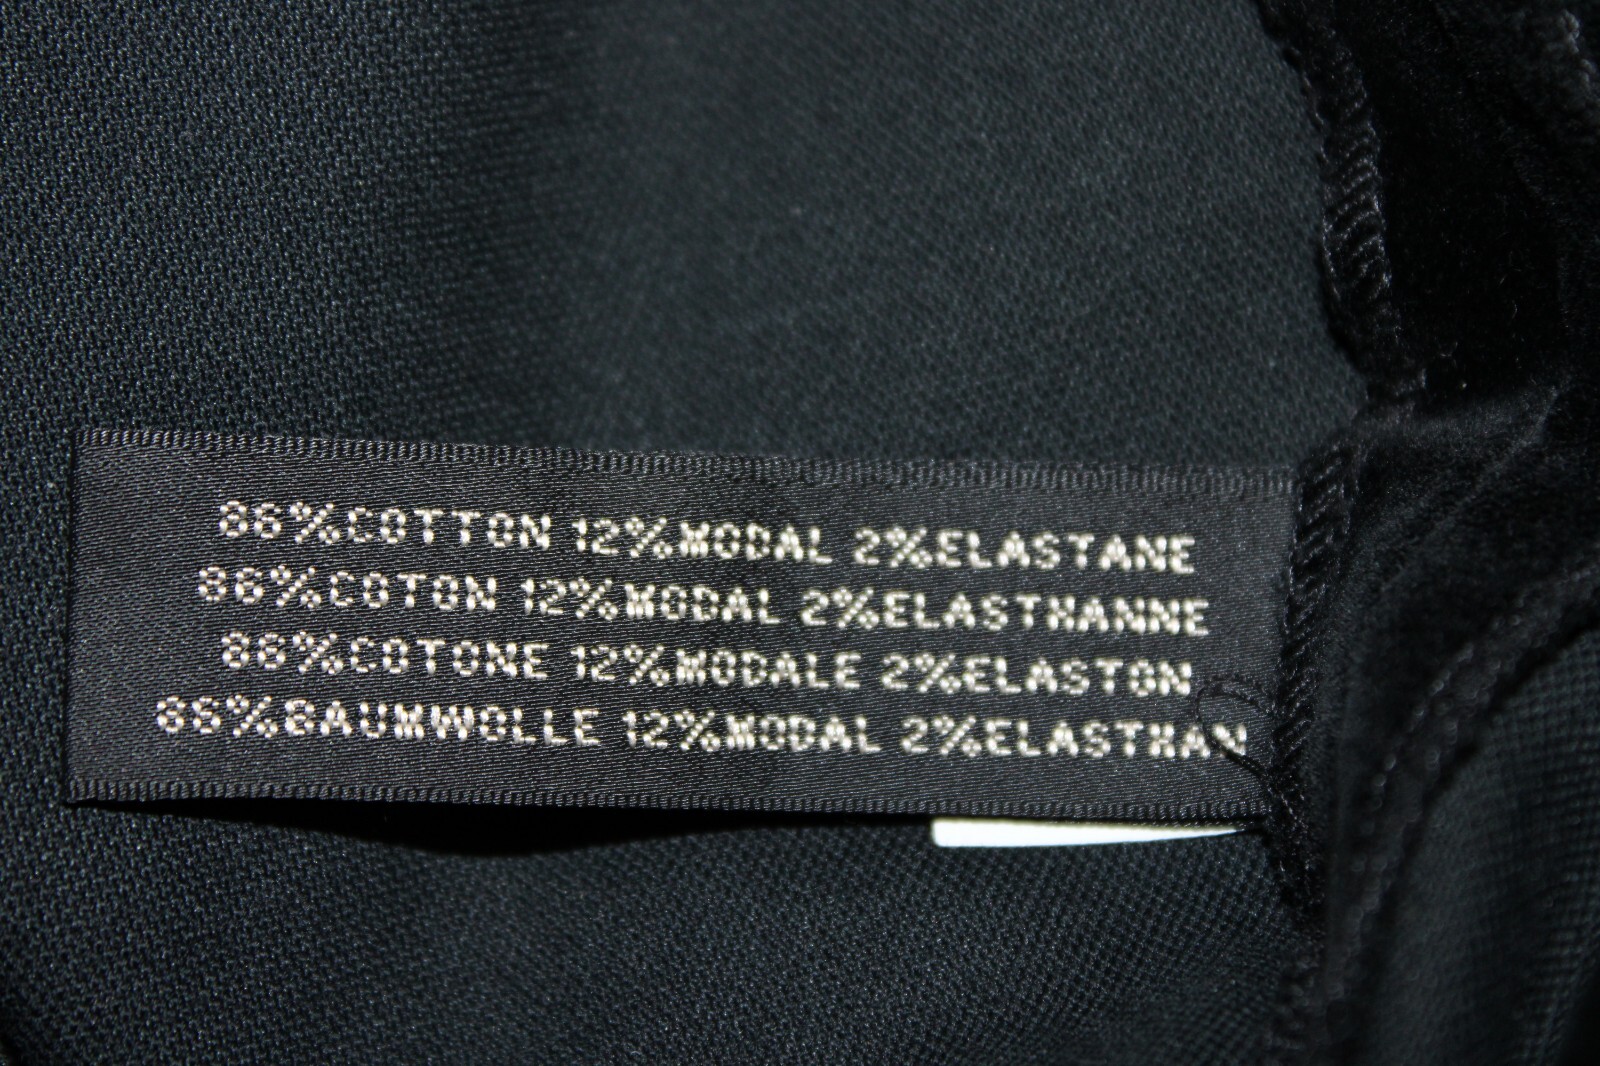 86%COTTON 12%MODAL 2%ELASTANE
86%COTON 12%MODAL 2%ELASTHANNE
86%COTONE 12%MODALE 2%ELASTON
86%BAUMWOLLE 12%MODAL 2%ELASTHAN